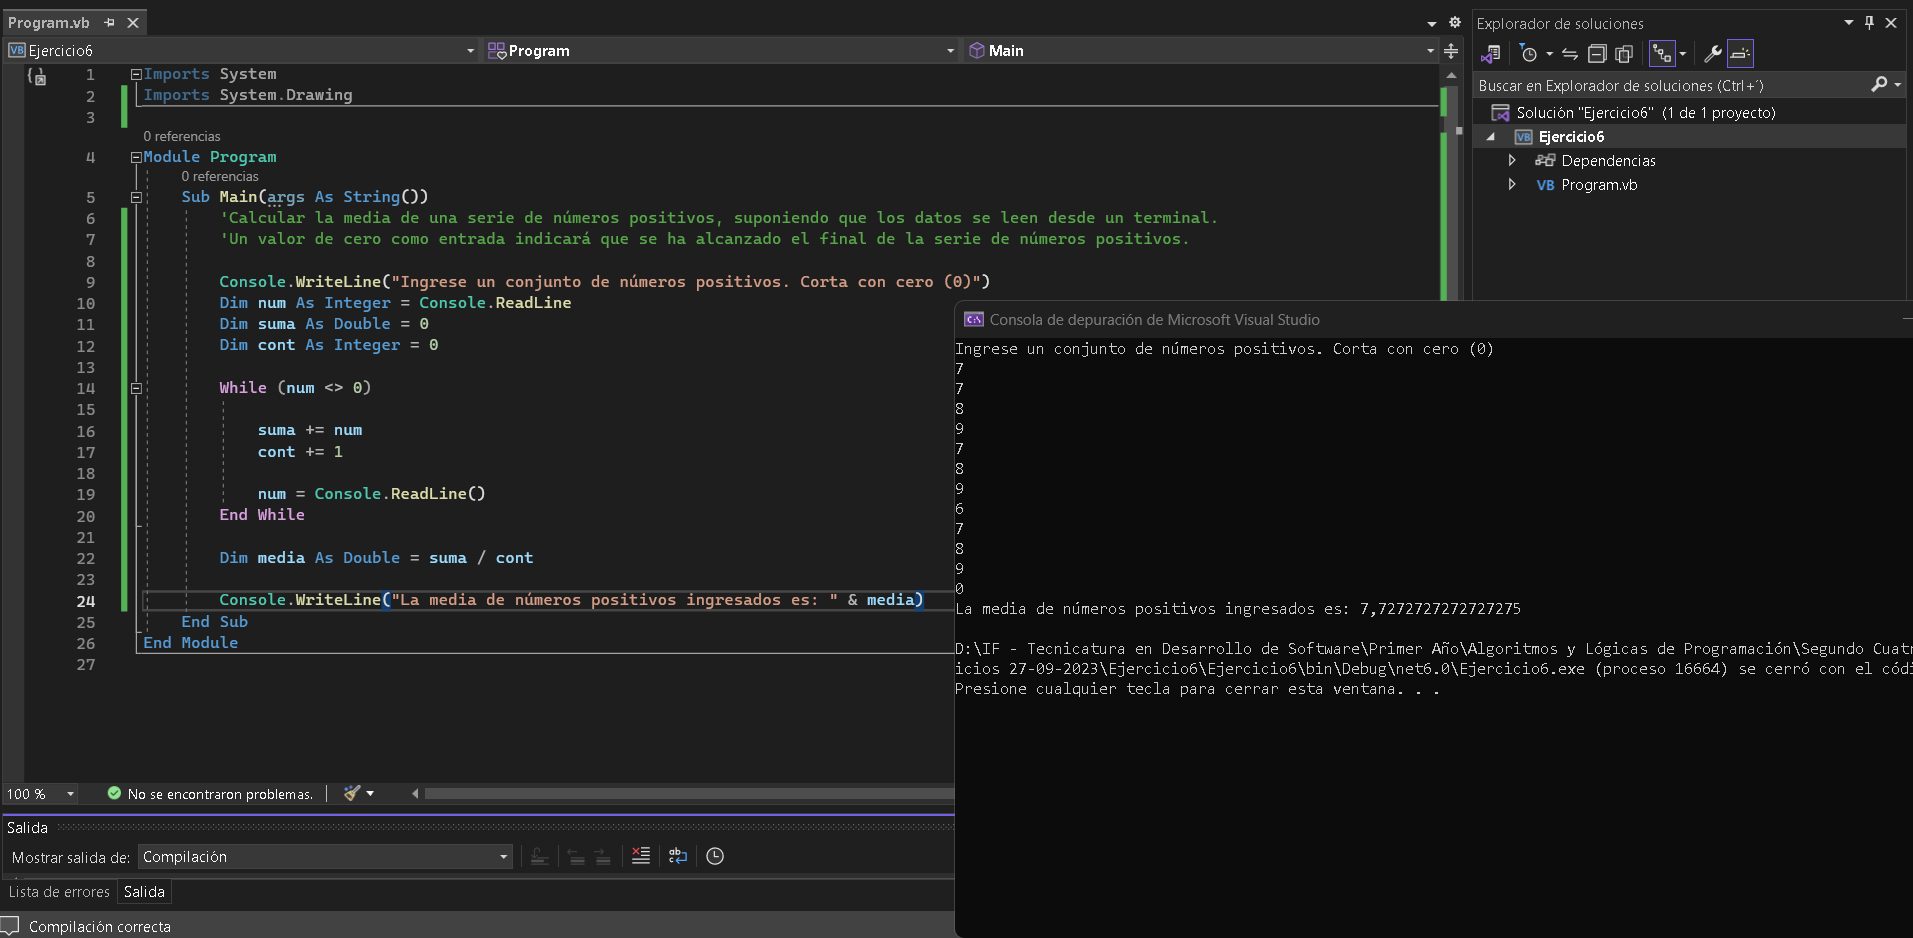 Program.vb
Ejercicio6
Program
Main
1 Imports System
2 Imports System.Drawing
3
0 referencias
4 Module Program
0 referencias
5 Sub Main(args As String())
6 'Calcular la media de una serie de números positivos, suponiendo que los datos se leen desde un terminal.
7 'Un valor de cero como entrada indicará que se ha alcanzado el final de la serie de números positivos.
8
9 Console.WriteLine("Ingrese un conjunto de números positivos. Corta con cero (0)")
10 Dim num As Integer = Console.ReadLine
11 Dim suma As Double = 0
12 Dim cont As Integer = 0
13
14 While (num <> 0)
15
16 suma += num
17 cont += 1
18
19 num = Console.ReadLine()
20 End While
21
22 Dim media As Double = suma / cont
23
24 Console.WriteLine("La media de números positivos ingresados es: " & media)
25 End Sub
26 End Module
27
100 %
No se encontraron problemas.
Salida
Mostrar salida de: Compilación
Lista de errores
Salida
Compilación correcta
Explorador de soluciones
Buscar en Explorador de soluciones (Ctrl+´)
Solución "Ejercicio6" (1 de 1 proyecto)
VB Ejercicio6
Dependencias
VB Program.vb
Consola de depuración de Microsoft Visual Studio
Ingrese un conjunto de números positivos. Corta con cero (0)
7
7
8
9
7
8
9
6
7
8
9
0
La media de números positivos ingresados es: 7,7272727272727275
D:\IF - Tecnicatura en Desarrollo de Software\Primer Año\Algoritmos y Lógicas de Programación\Segundo Cuatr
icios 27-09-2023\Ejercicio6\Ejercicio6\bin\Debug\net6.0\Ejercicio6.exe (proceso 16664) se cerró con el códi
Presione cualquier tecla para cerrar esta ventana. . .